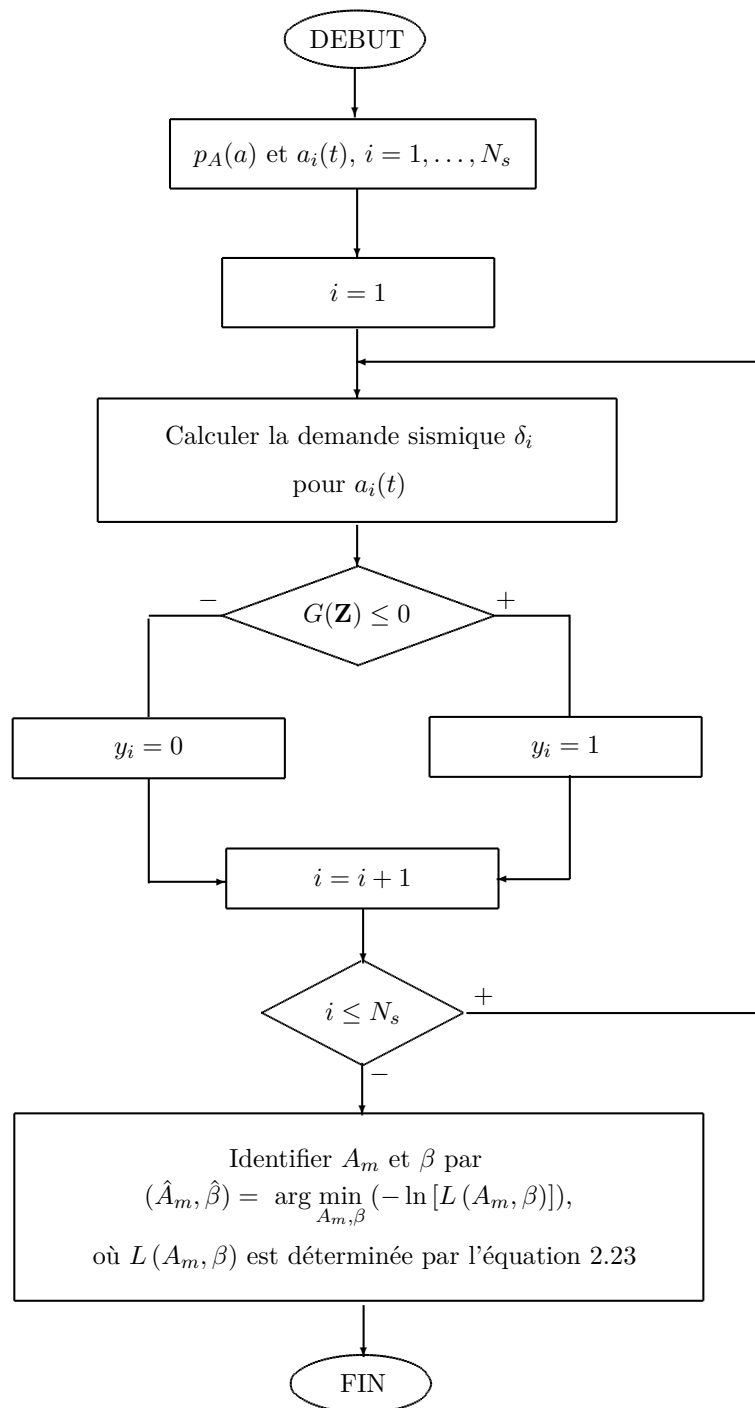 DEBUT
p_A(a) et a_i(t), i = 1, . . . , N_s
i = 1
Calculer la demande sismique δ_i
pour a_i(t)
−
G(Z) ≤ 0
+
y_i = 0
y_i = 1
i = i + 1
i ≤ N_s
+
−
Identifier A_m et β par
(Â_m, β̂) = arg min_{A_m,β} (− ln [L (A_m, β)]),
où L (A_m, β) est déterminée par l'équation 2.23
FIN